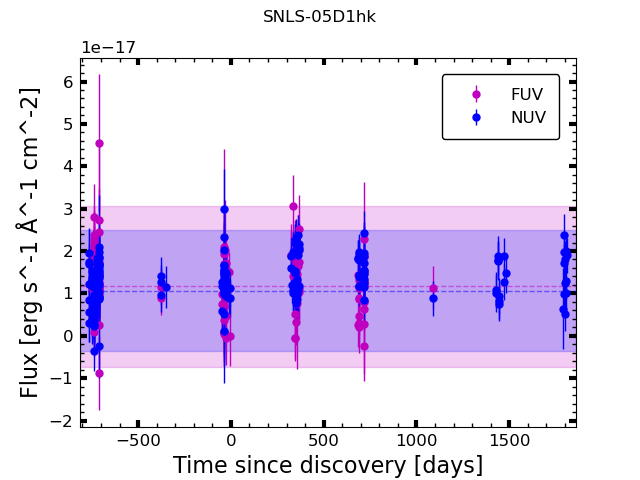 SNLS-05D1hk
1e−17
FUV
NUV
6
5
4
3
2
1
0
−1
−2
Flux [erg s^-1 Å^-1 cm^-2]
−500 0 500 1000 1500
Time since discovery [days]